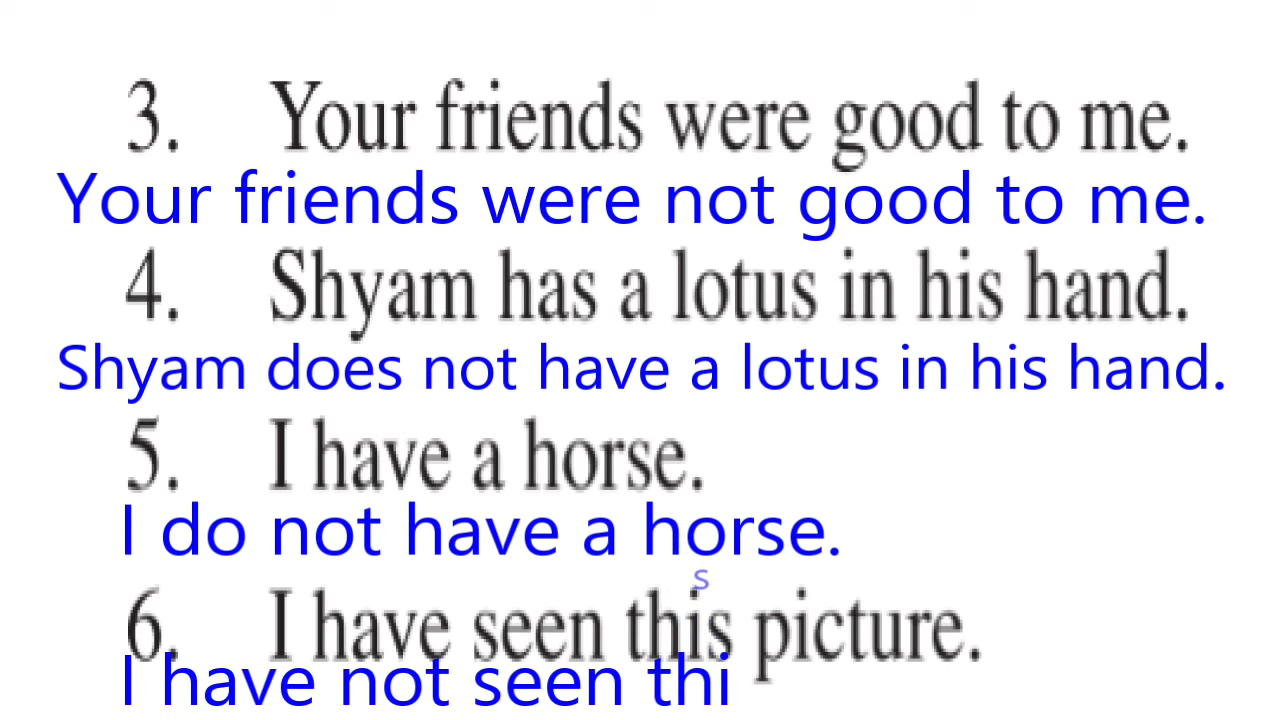 3. Your friends were good to me.
Your friends were not good to me.
4. Shyam has a lotus in his hand.
Shyam does not have a lotus in his hand.
5. I have a horse.
I do not have a horse.
s
6. I have seen this picture.
I have not seen thi